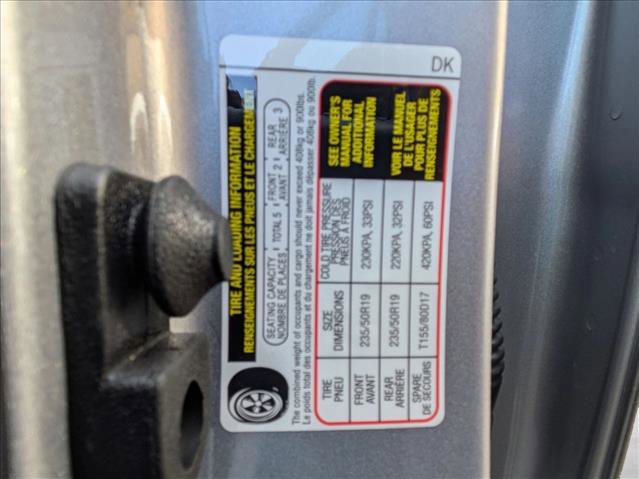 DK
TIRE AND LOADING INFORMATION
RENSEIGNEMENTS SUR LES PNEUS ET LE CHARGEMENT
SEATING CAPACITY TOTAL 5 FRONT 2 REAR 3
NOMBRE DE PLACES AVANT ARRIÈRE
The combined weight of occupants and cargo should never exceed 408kg or 900lbs.
Le poids total des occupants et du chargement ne doit jamais dépasser 408kg ou 900lb.
TIRE SIZE COLD TIRE PRESSURE
PNEU DIMENSIONS PRESSION DES
PNEUS À FROID
FRONT 235/50R19 230KPA, 33PSI
AVANT
REAR 235/50R19 220KPA, 32PSI
ARRIÈRE
SPARE T155/80D17 420KPA, 60PSI
DE SECOURS
SEE OWNER'S
MANUAL FOR
ADDITIONAL
INFORMATION
VOIR LE MANUEL
DE L'USAGER
POUR PLUS DE
RENSEIGNEMENTS